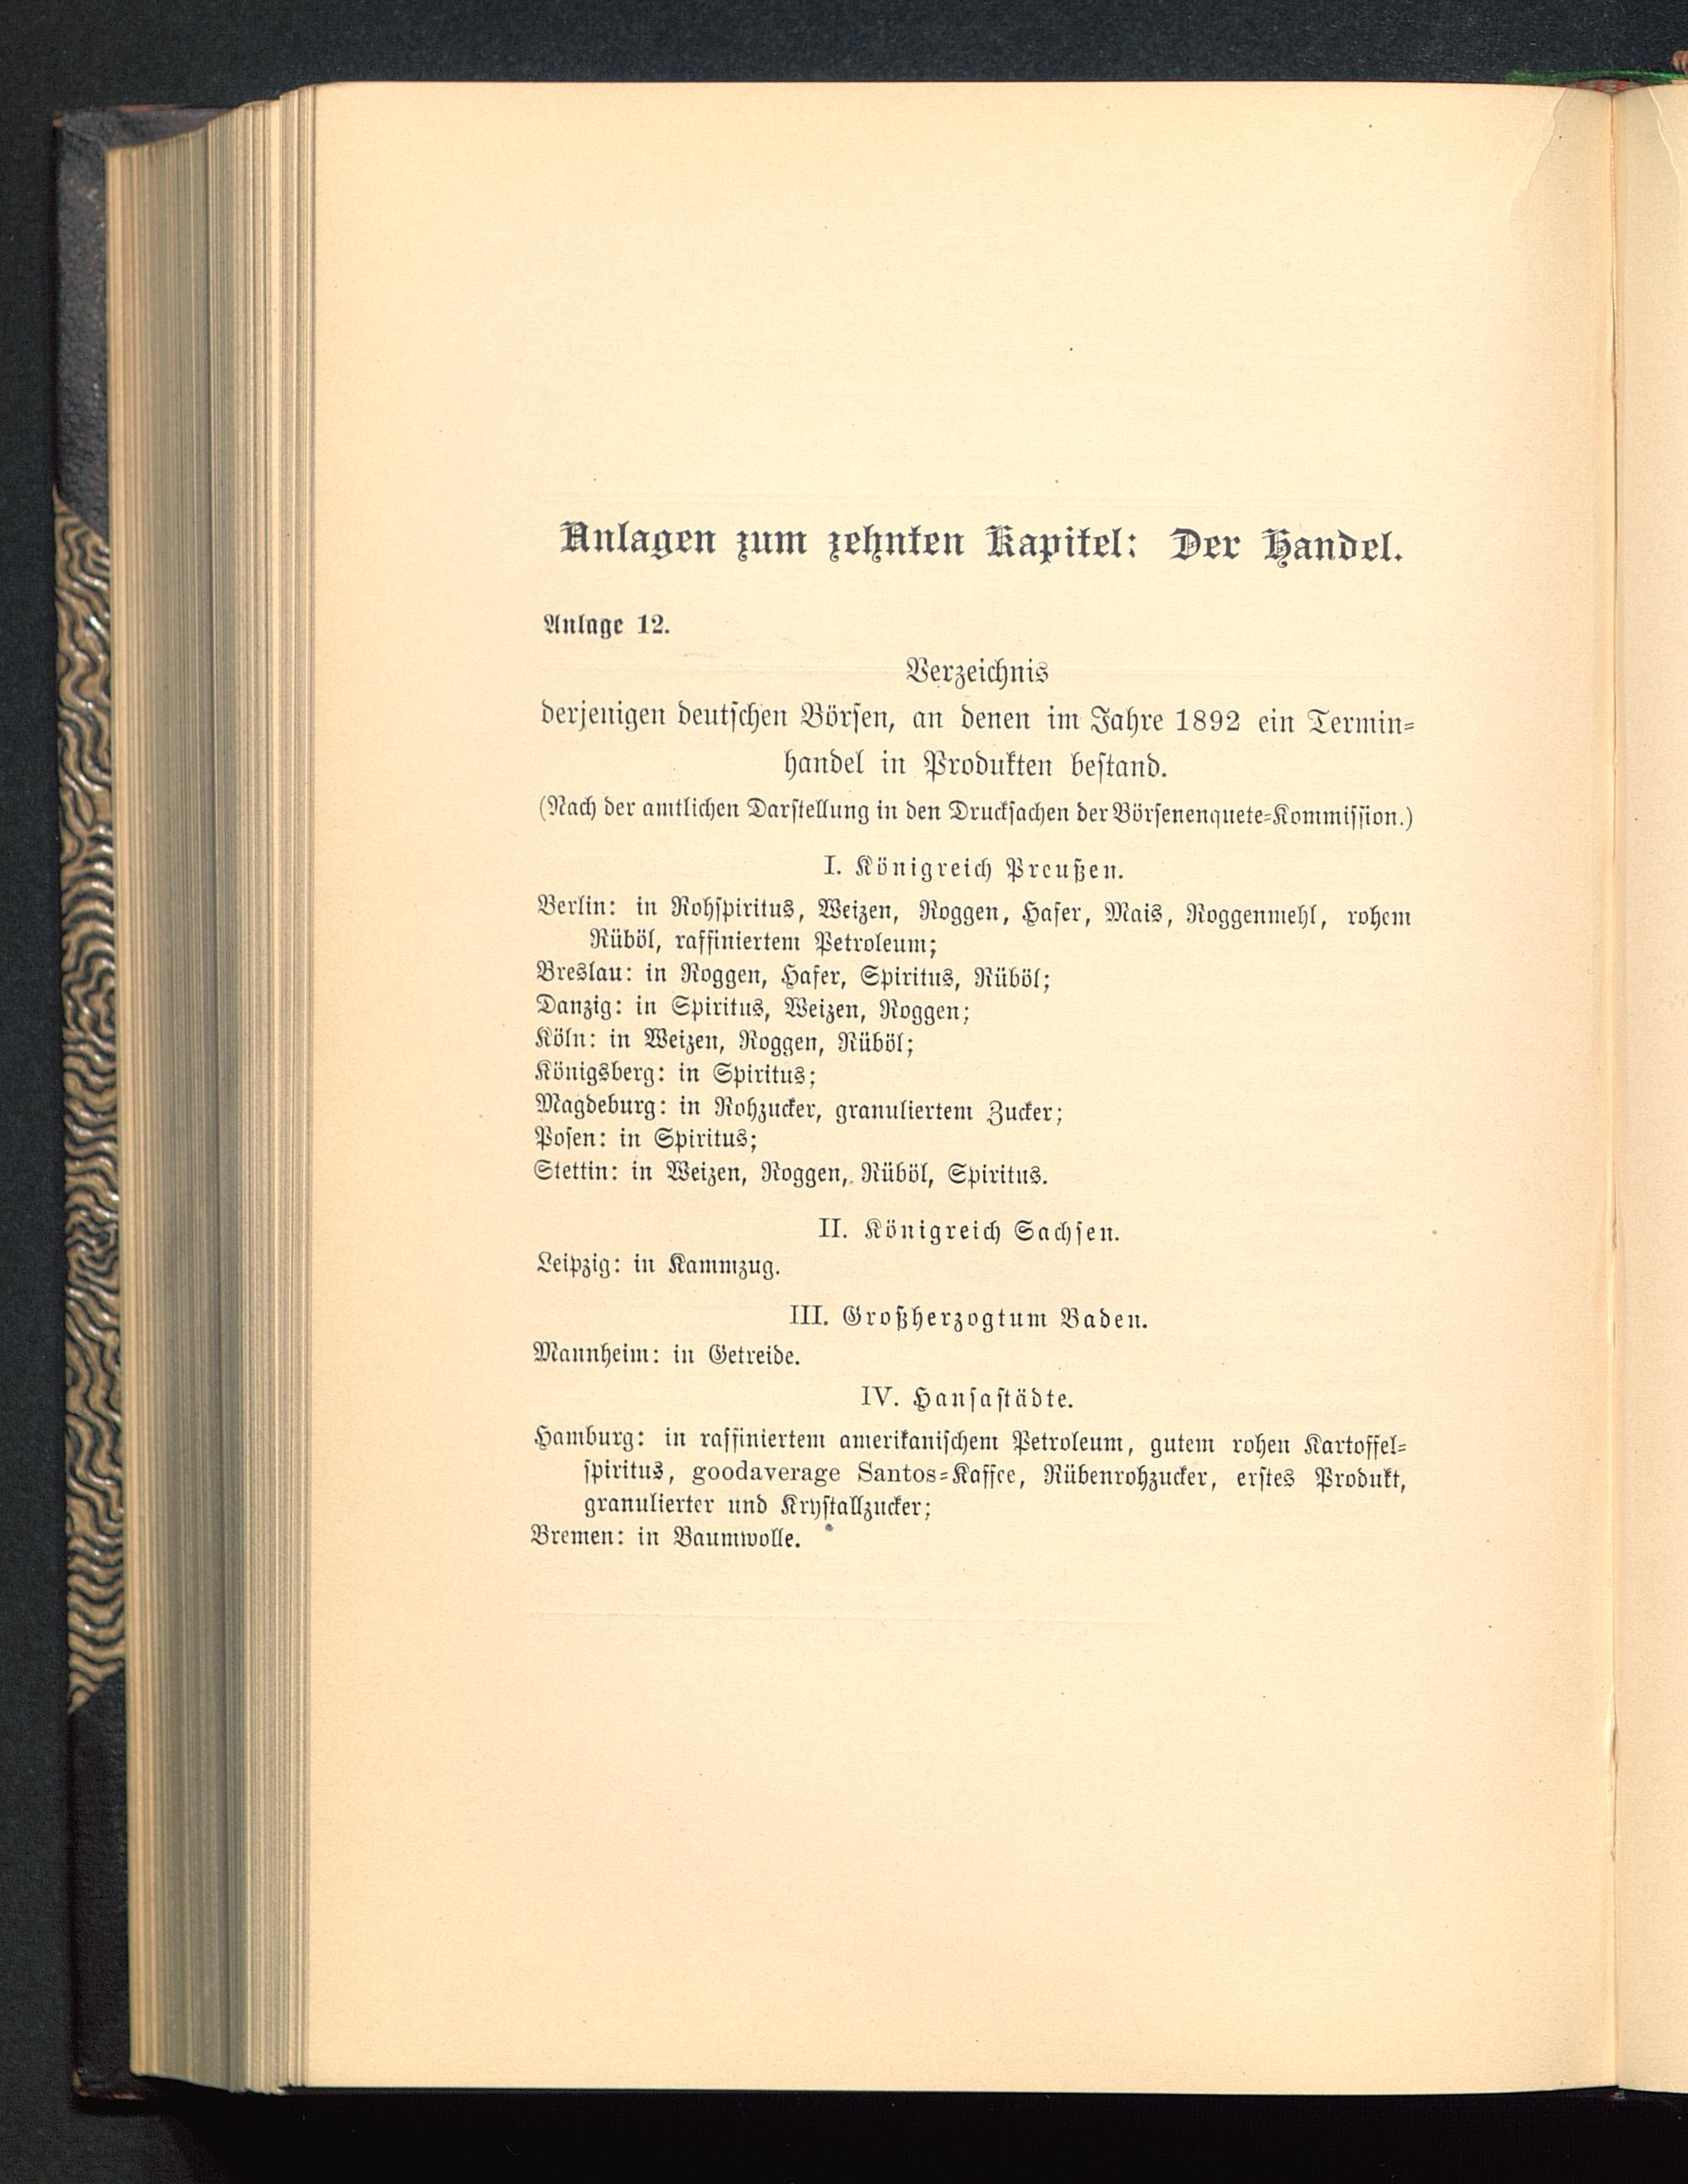 Anlagen zum zehnten Kapitel: Der Handel.
Anlage 12.
Verzeichnis
derjenigen deutschen Börsen, an denen im Jahre 1892 ein Termin-
handel in Produkten bestand.
(Nach der amtlichen Darstellung in den Drucksachen der Börsenenquete-Kommission.)
I. Königreich Preußen.
Berlin: in Rohspiritus, Weizen, Roggen, Hafer, Mais, Roggenmehl, rohem
Rüböl, raffiniertem Petroleum;
Breslau: in Roggen, Hafer, Spiritus, Rüböl;
Danzig: in Spiritus, Weizen, Roggen;
Köln: in Weizen, Roggen, Rüböl;
Königsberg: in Spiritus;
Magdeburg: in Rohzucker, granuliertem Zucker;
Posen: in Spiritus;
Stettin: in Weizen, Roggen, Rüböl, Spiritus.
II. Königreich Sachsen.
Leipzig: in Kammzug.
III. Großherzogtum Baden.
Mannheim: in Getreide.
IV. Hansastädte.
Hamburg: in raffiniertem amerikanischem Petroleum, gutem rohen Kartoffel-
spiritus, goodaverage Santos-Kaffee, Rübenrohzucker, erstes Produkt,
granulierter und Krystallzucker;
Bremen: in Baumwolle.